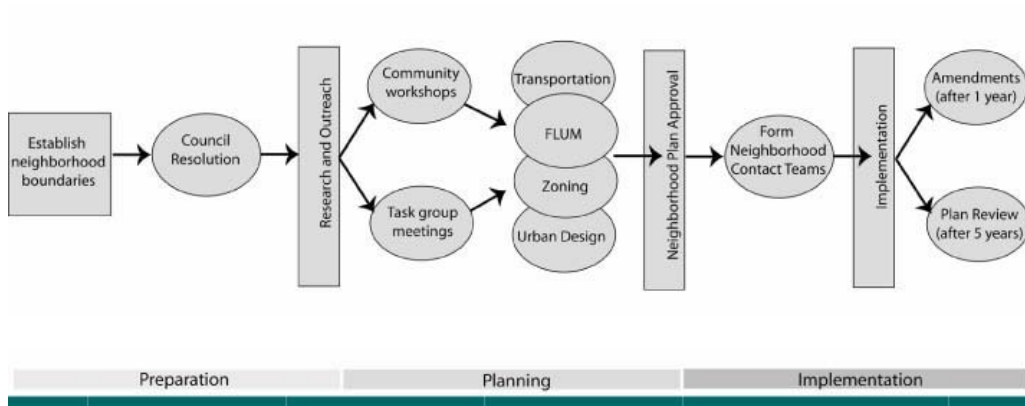 Establish
neighborhood
boundaries
Council
Resolution
Research and Outreach
Community
workshops
Task group
meetings
Transportation
FLUM
Zoning
Urban Design
Neighborhood Plan Approval
Form
Neighborhood
Contact Teams
Implementation
Amendments
(after 1 year)
Plan Review
(after 5 years)
Preparation
Planning
Implementation